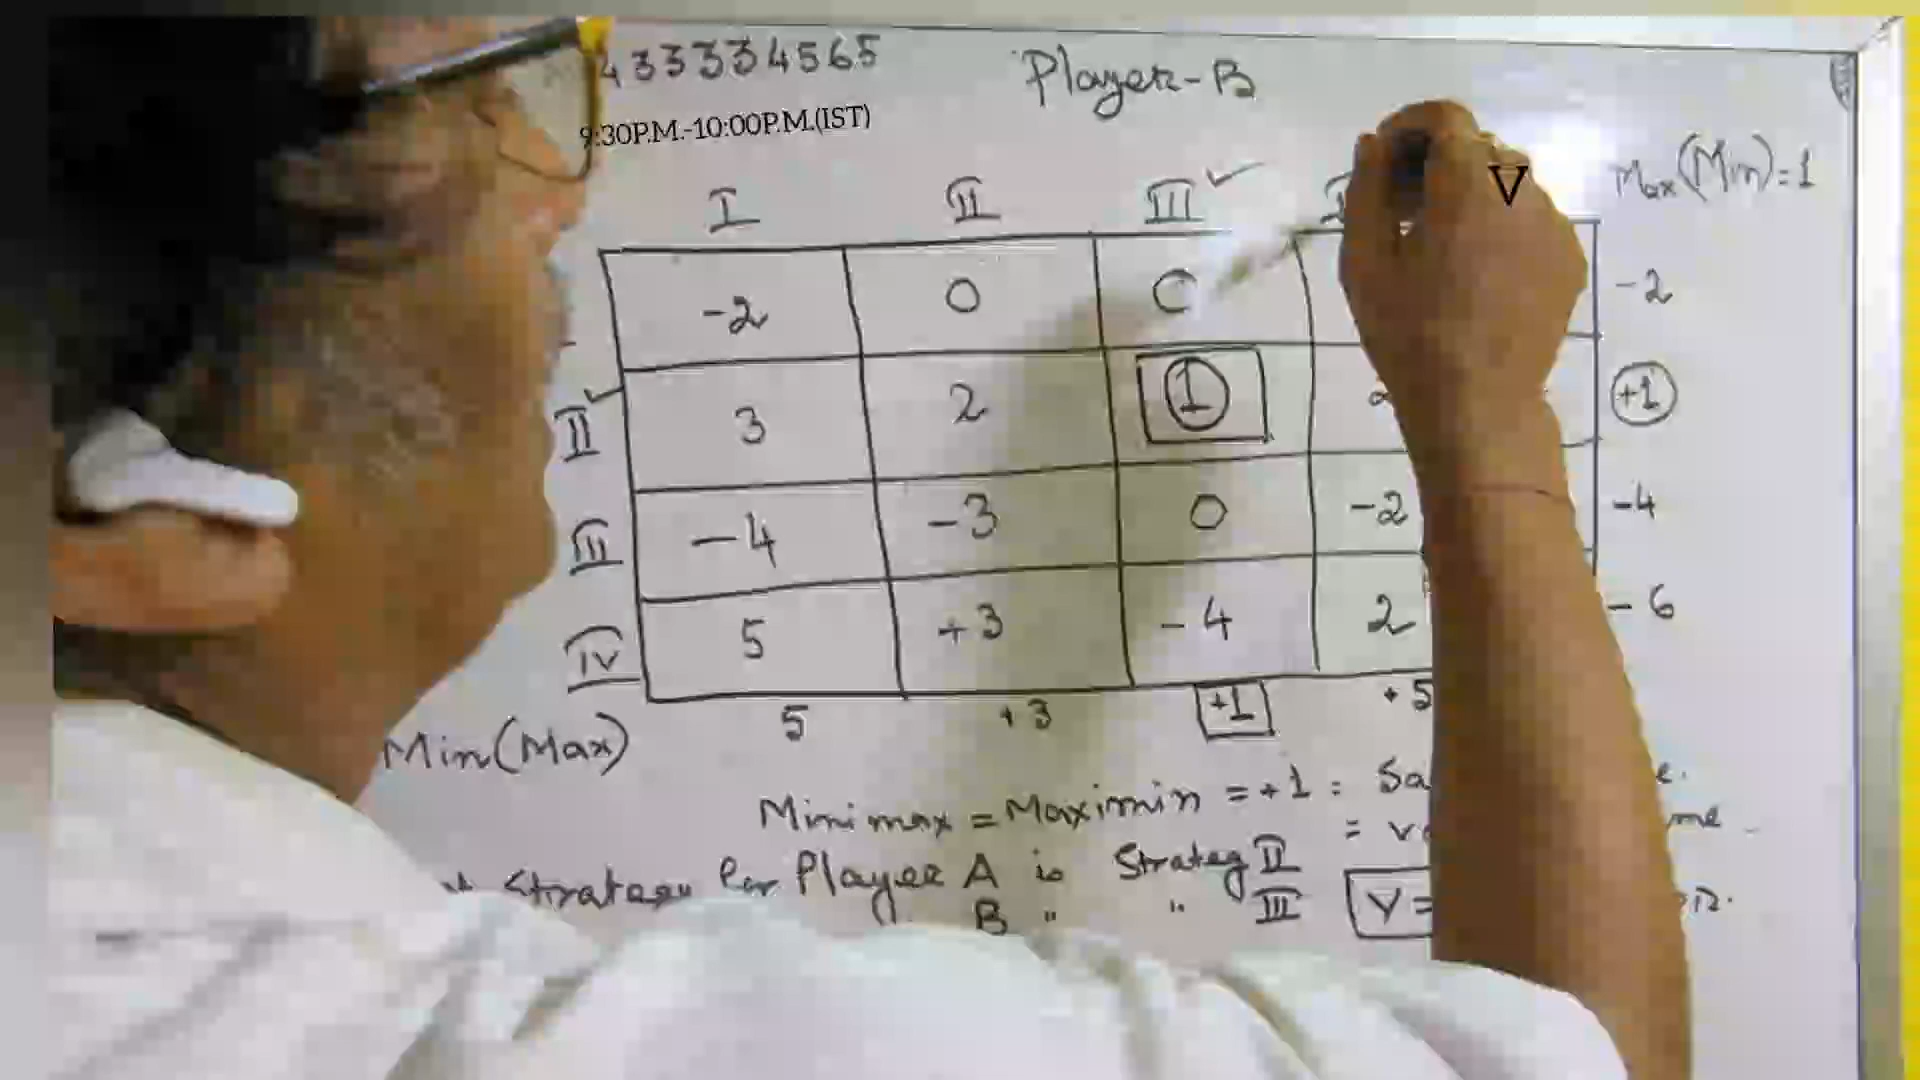 433334565
Player-B
9:30P.M.-10:00P.M.(IST)
I II III V Max(Min)=1
-2 0 0 -2
II 3 2 1 +1
III -4 -3 0 -2 -4
IV 5 +3 -4 2 -6
Min(Max) 5 +3 +1 +5
Minimax = Maximin = +1 =
=
Strategy for Player A is Strateg II
B " " III V=